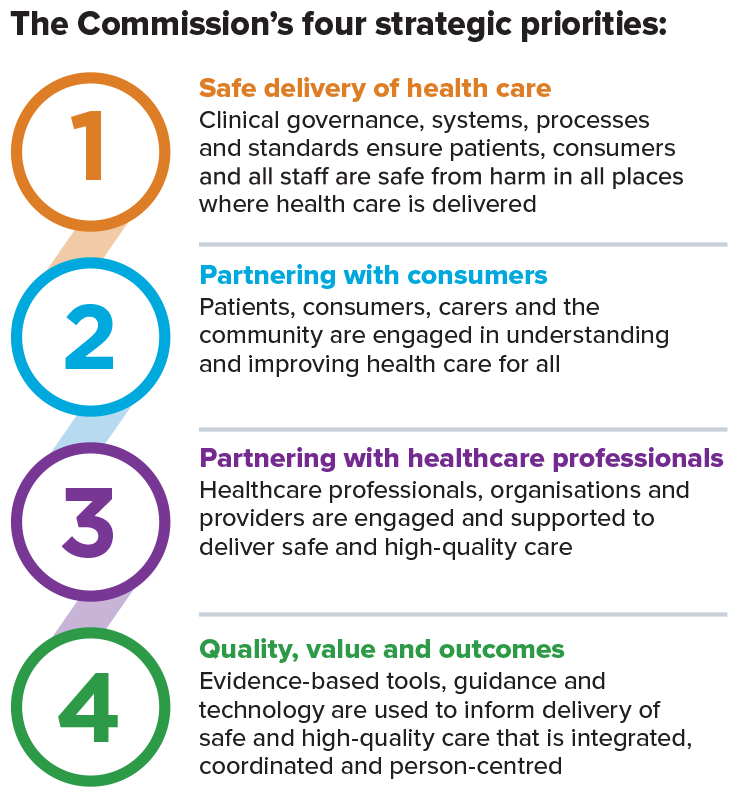 The Commission's four strategic priorities:
1
Safe delivery of health care
Clinical governance, systems, processes
and standards ensure patients, consumers
and all staff are safe from harm in all places
where health care is delivered
2
Partnering with consumers
Patients, consumers, carers and the
community are engaged in understanding
and improving health care for all
3
Partnering with healthcare professionals
Healthcare professionals, organisations and
providers are engaged and supported to
deliver safe and high-quality care
4
Quality, value and outcomes
Evidence-based tools, guidance and
technology are used to inform delivery of
safe and high-quality care that is integrated,
coordinated and person-centred